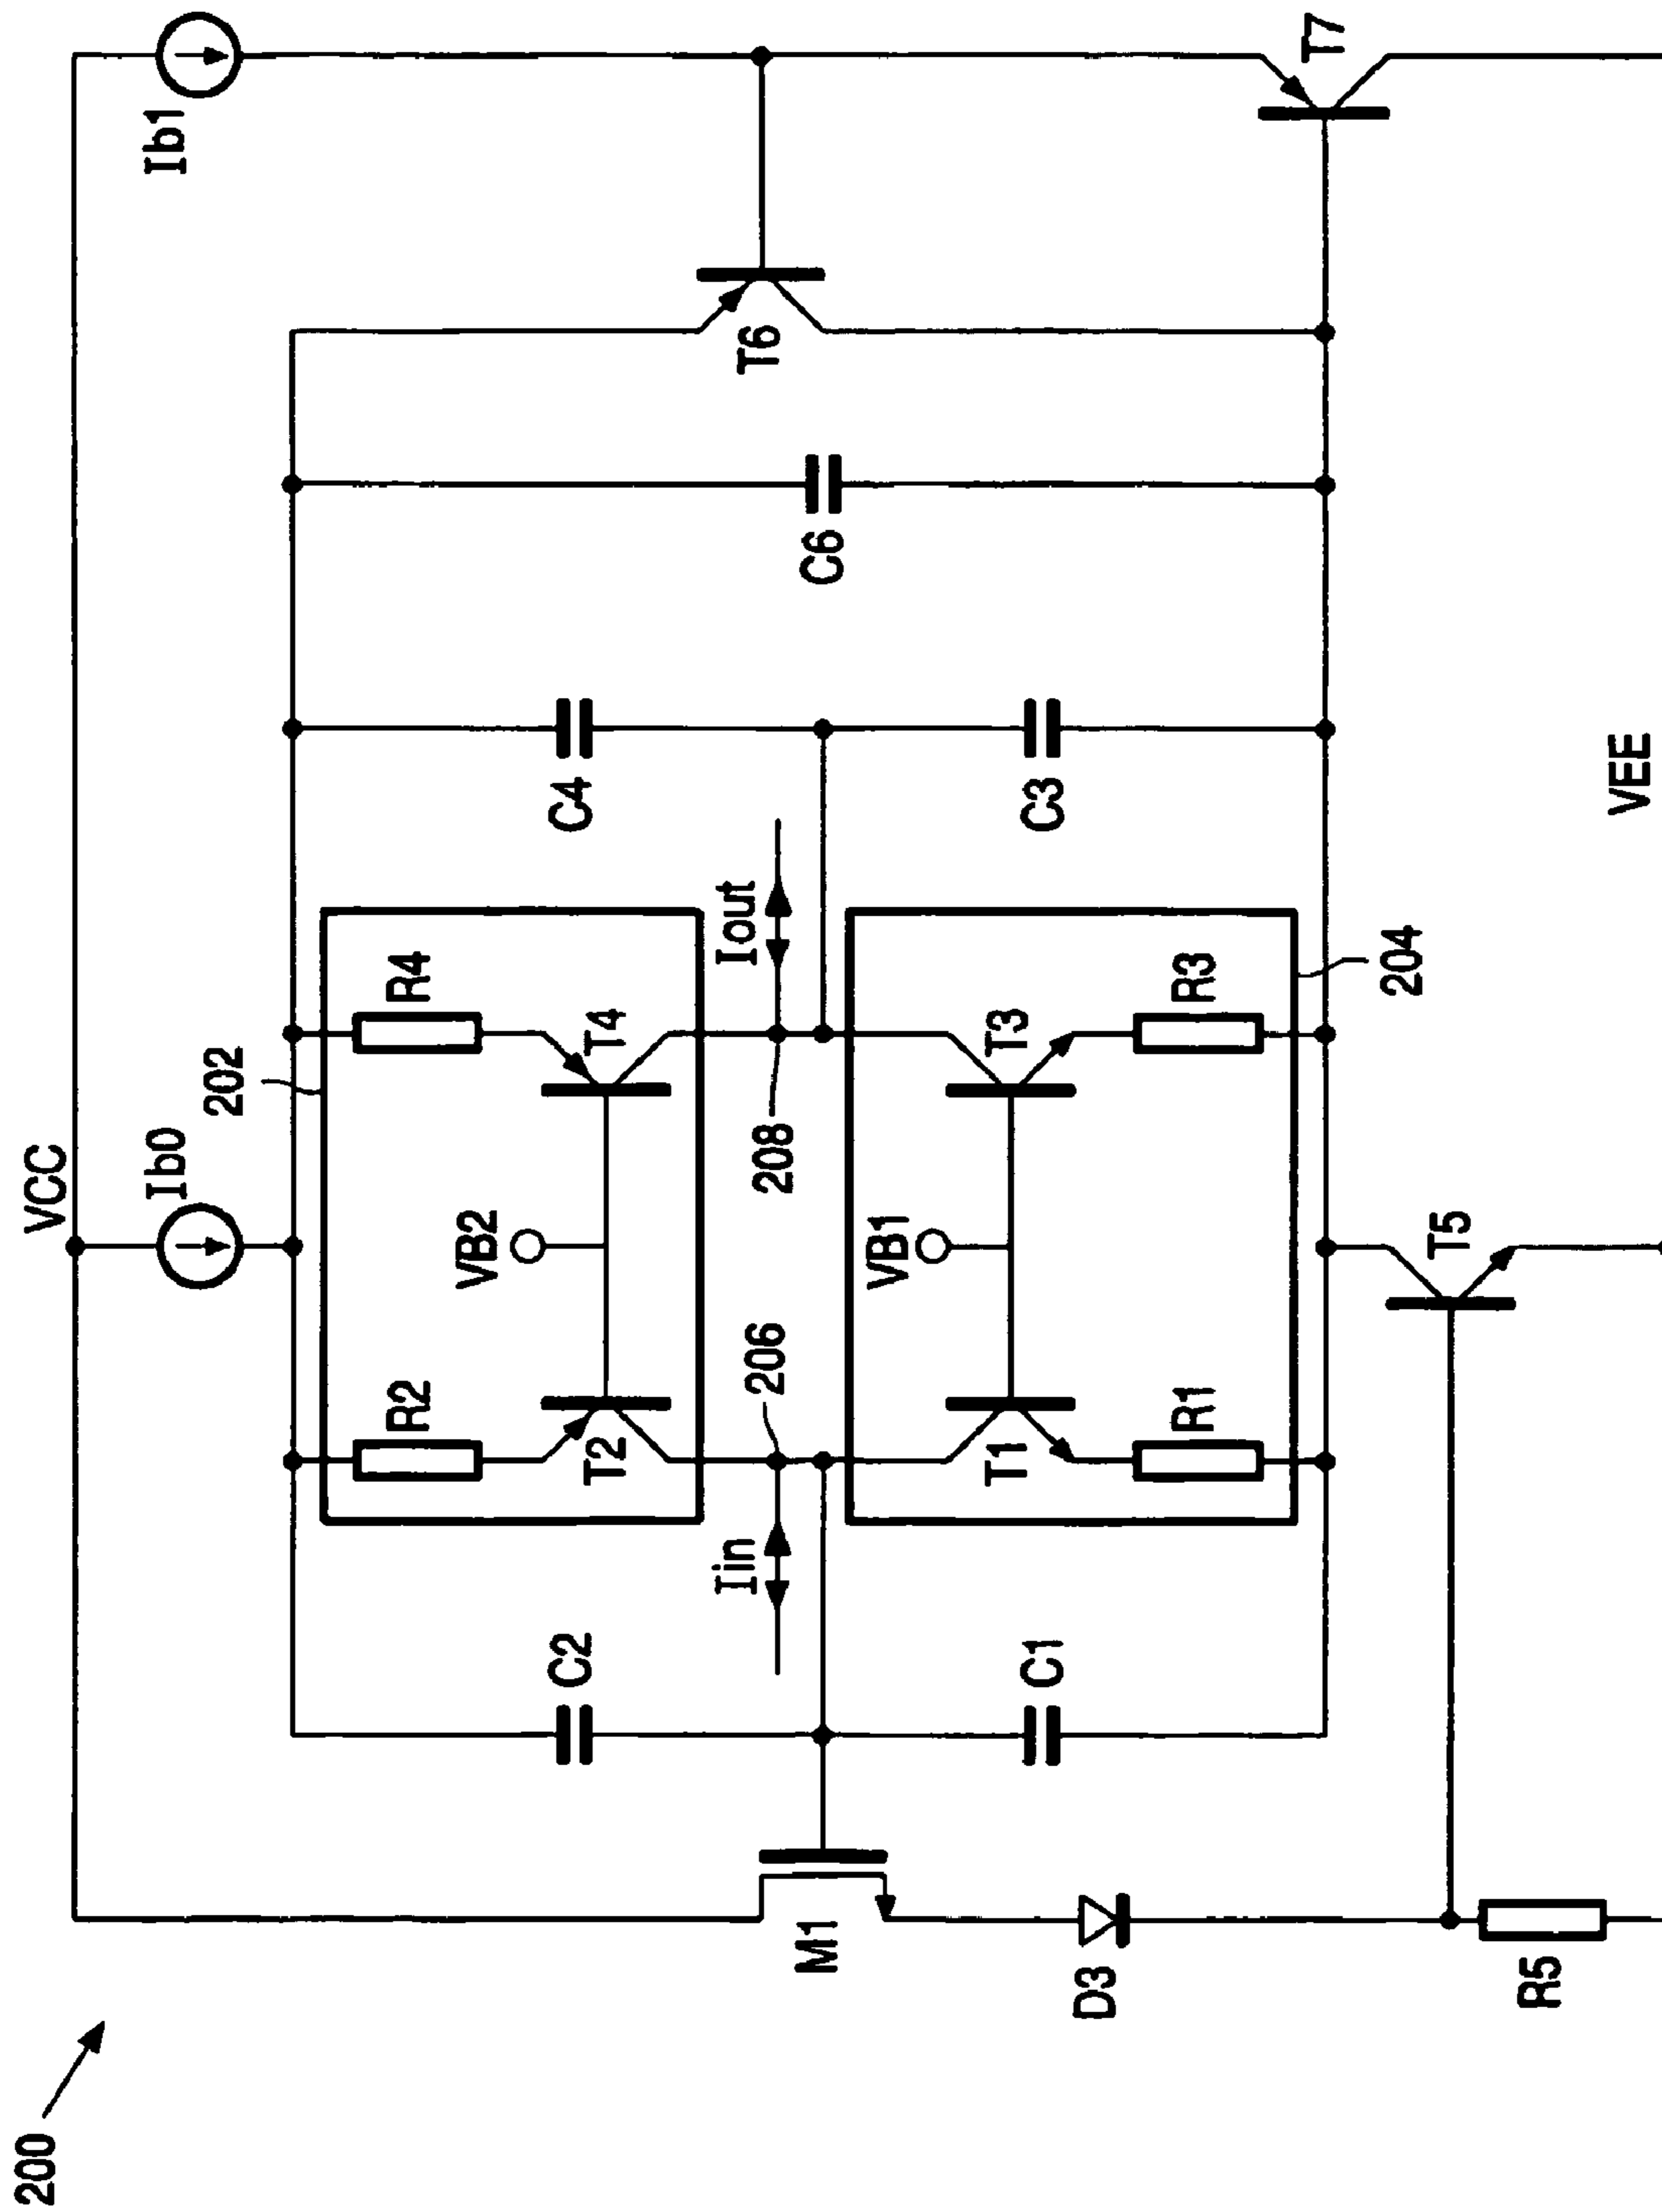 200
VCC
Ib0
Ib1
202
R2
R4
T2
T4
VB2
C2
C4
Iin
206
208
Iout
M1
T6
C6
VB1
T1
T3
R1
R3
C1
C3
204
D3
T5
T7
R5
VEE